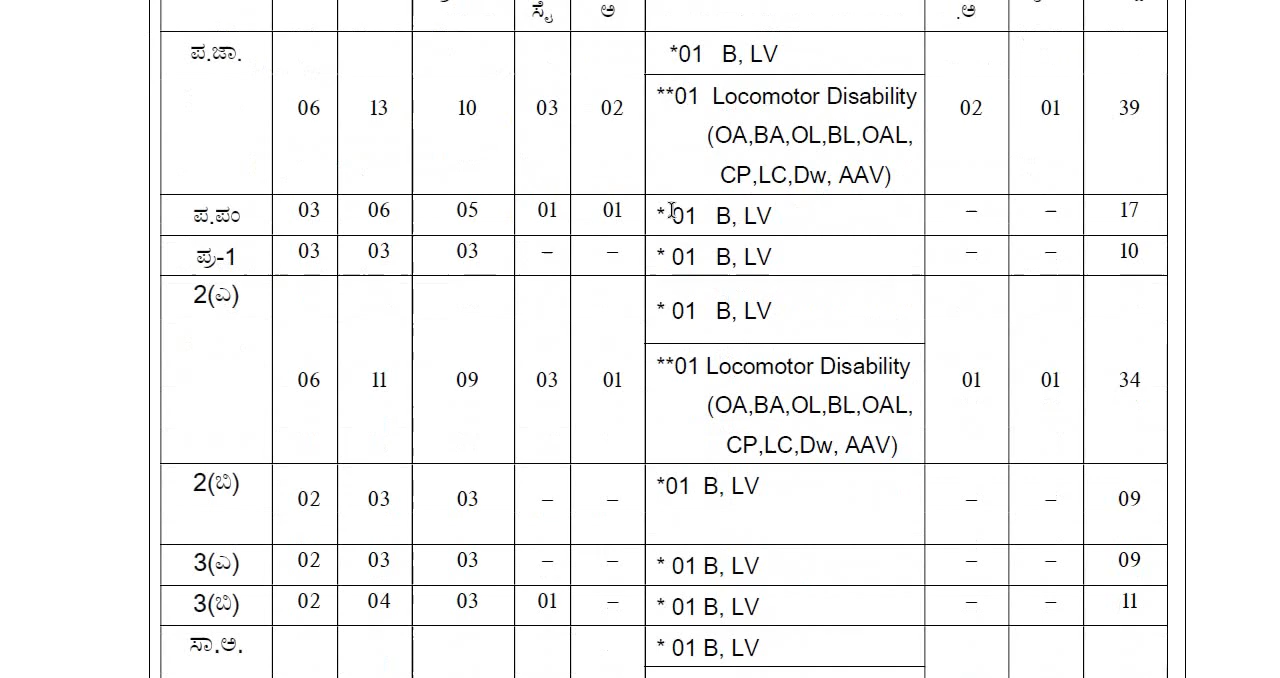 ಸೈ ಅ .ಅ
ಪ.ಜಾ. 06 13 10 03 02 *01 B, LV 02 01 39
**01 Locomotor Disability
(OA,BA,OL,BL,OAL,
CP,LC,Dw, AAV)
ಪ.ಪಂ 03 06 05 01 01 * 01 B, LV – – 17
ಪ್ರ-1 03 03 03 – – * 01 B, LV – – 10
2(ಎ) 06 11 09 03 01 * 01 B, LV 01 01 34
**01 Locomotor Disability
(OA,BA,OL,BL,OAL,
CP,LC,Dw, AAV)
2(ಬಿ) 02 03 03 – – *01 B, LV – – 09
3(ಎ) 02 03 03 – – * 01 B, LV – – 09
3(ಬಿ) 02 04 03 01 – * 01 B, LV – – 11
ಸಾ.ಅ. * 01 B, LV